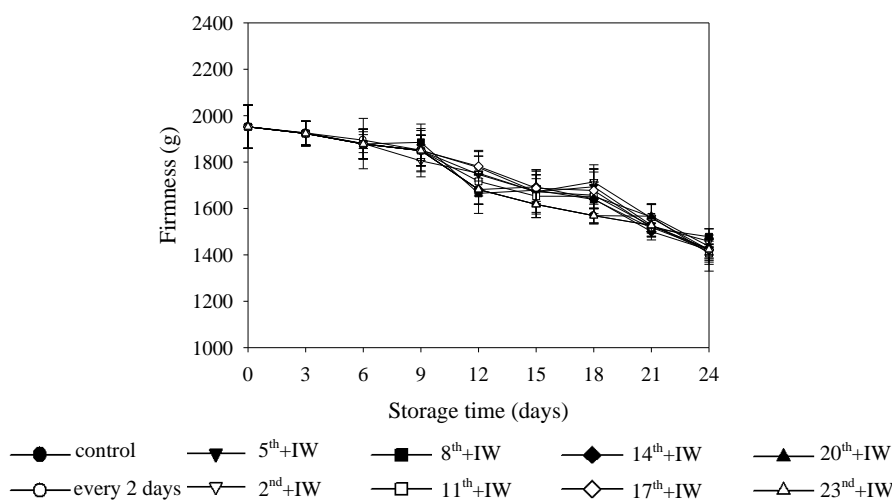 2400
2200
2000
1800
1600
1400
1200
1000
Firmness (g)
0 3 6 9 12 15 18 21 24
Storage time (days)
control 5th+IW 8th+IW 14th+IW 20th+IW
every 2 days 2nd+IW 11th+IW 17th+IW 23nd+IW